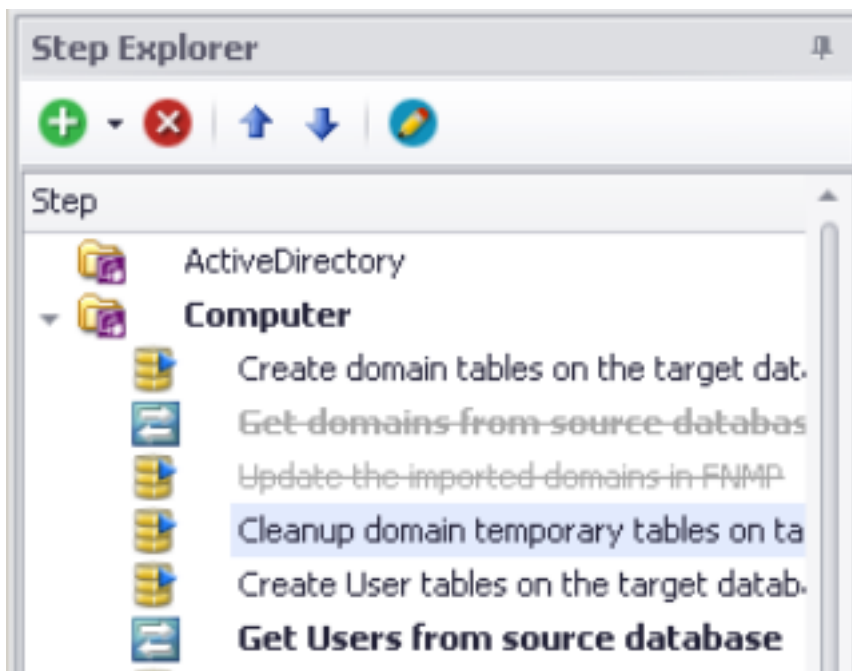 Step Explorer
Step
ActiveDirectory
Computer
Create domain tables on the target dat
Get domains from source databas
Update the imported domains in FNMP
Cleanup domain temporary tables on ta
Create User tables on the target datab
Get Users from source database